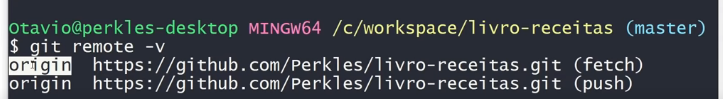 Otavio@perkles-desktop MINGW64 /c/workspace/livro-receitas (master)
$ git remote -v
origin  https://github.com/Perkles/livro-receitas.git (fetch)
origin  https://github.com/Perkles/livro-receitas.git (push)